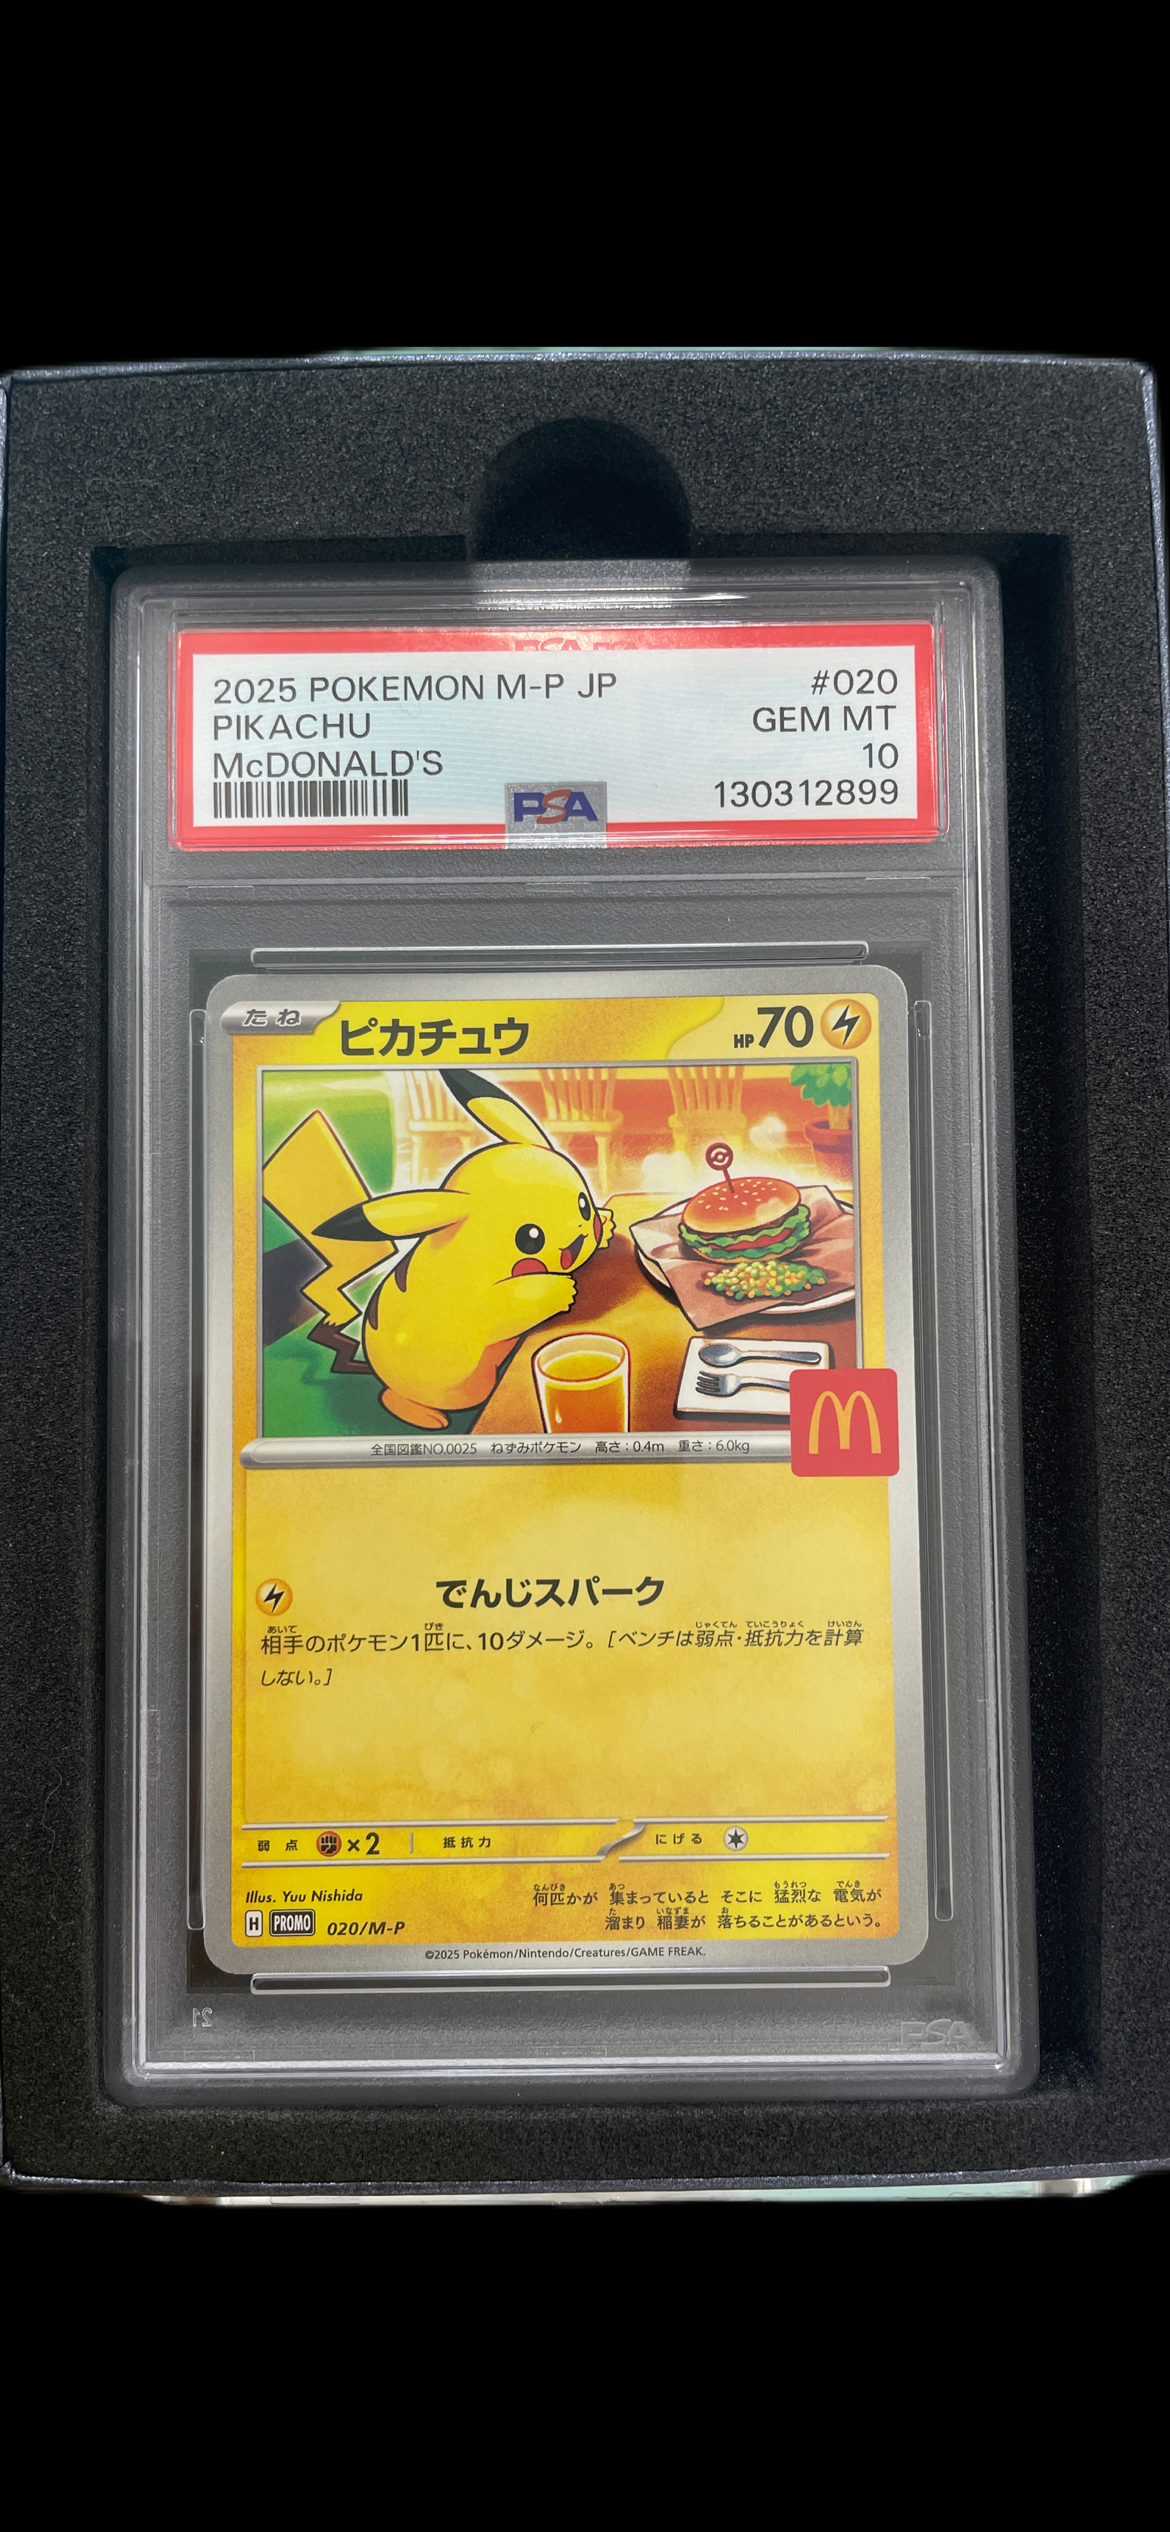 2025 POKEMON M-P JP #020
PIKACHU GEM MT
McDONALD'S 10
130312899
PSA
たね ピカチュウ HP70
M
全国図鑑NO.0025 ねずみポケモン 高さ:0.4m 重さ:6.0kg
でんじスパーク
相手のポケモン1匹に、10ダメージ。[ベンチは弱点・抵抗力を計算
しない。]
弱点 ×2 抵抗力 にげる
Illus. Yuu Nishida
何匹かが 集まっていると そこに 猛烈な 電気が
溜まり 稲妻が 落ちることがあるという。
H PROMO 020/M-P
©2025 Pokémon/Nintendo/Creatures/GAME FREAK.
21
PSA